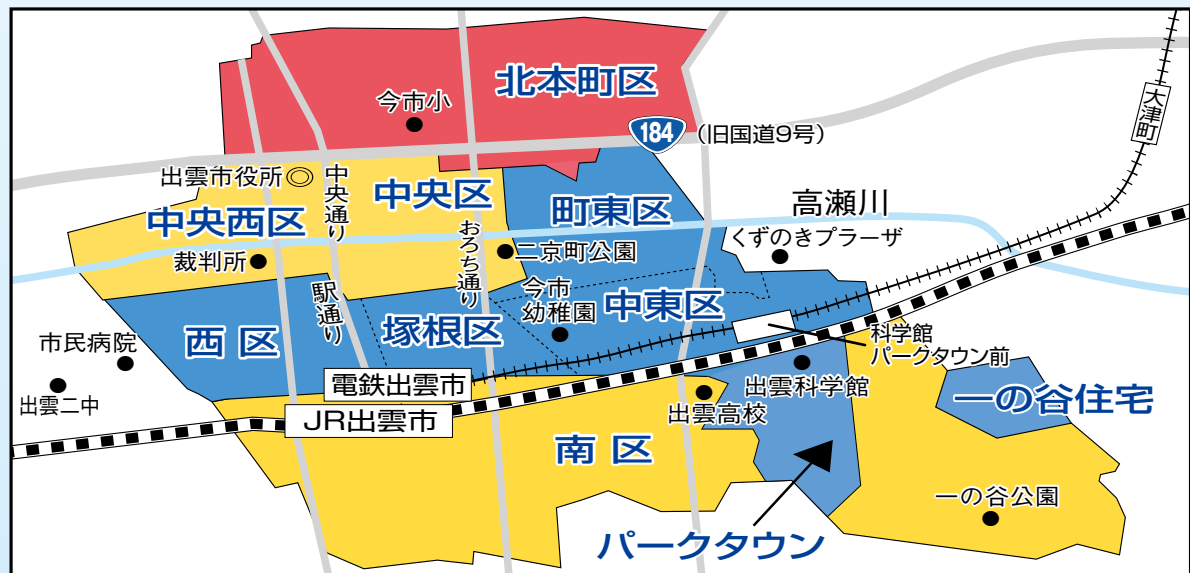 北本町区
今市小
184
(旧国道9号)
大津町
出雲市役所
中央通り
中央区
中央西区
町東区
高瀬川
おろち通り
二京町公園
くずのきプラーザ
裁判所
駅通り
今市
幼稚園
中東区
西区
塚根区
市民病院
科学館
パークタウン前
出雲二中
電鉄出雲市
JR出雲市
出雲科学館
出雲高校
一の谷住宅
南区
一の谷公園
パークタウン